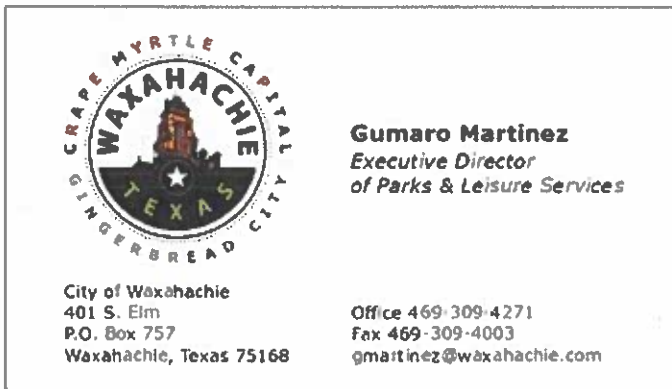 CRAPE MYRTLE CAPITAL
WAXAHACHIE
TEXAS
GINGERBREAD CITY
Gumaro Martinez
Executive Director
of Parks & Leisure Services
City of Waxahachie
401 S. Elm
P.O. Box 757
Waxahachie, Texas 75168
Office 469-309-4271
Fax 469-309-4003
gmartinez@waxahachie.com